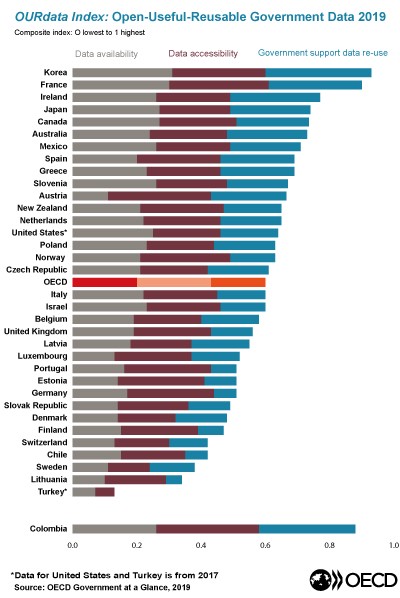 OURdata Index: Open-Useful-Reusable Government Data 2019
Composite index: O lowest to 1 highest
Data availability Data accessibility Government support data re-use
Korea
France
Ireland
Japan
Canada
Australia
Mexico
Spain
Greece
Slovenia
Austria
New Zealand
Netherlands
United States*
Poland
Norway
Czech Republic
OECD
Italy
Israel
Belgium
United Kingdom
Latvia
Luxembourg
Portugal
Estonia
Germany
Slovak Republic
Denmark
Finland
Switzerland
Chile
Sweden
Lithuania
Turkey*
Colombia
0.0 0.2 0.4 0.6 0.8 1.0
*Data for United States and Turkey is from 2017
Source: OECD Government at a Glance, 2019
OECD